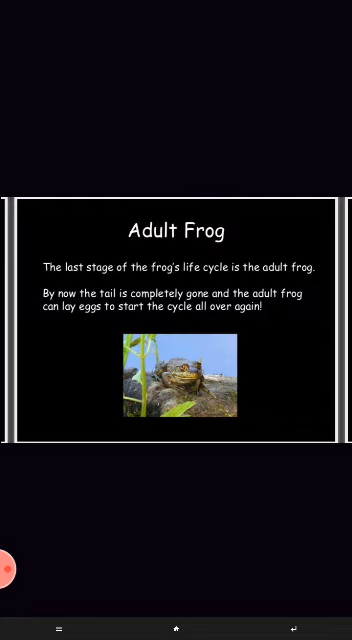 Adult Frog
The last stage of the frog's life cycle is the adult frog.
By now the tail is completely gone and the adult frog
can lay eggs to start the cycle all over again!